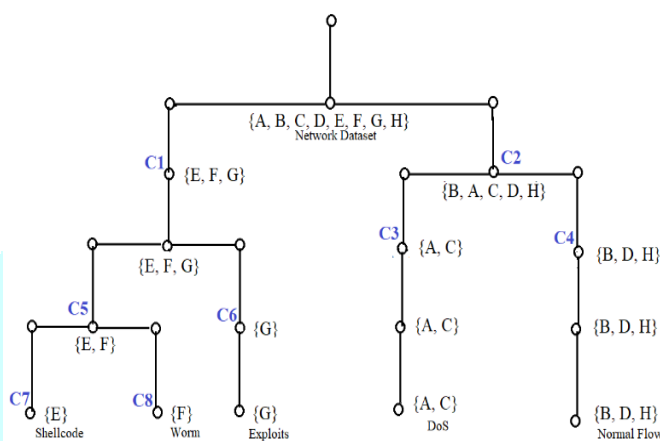 {A, B, C, D, E, F, G, H}
Network Dataset
C1
{E, F, G}
C2
{B, A, C, D, H}
C3
{A, C}
C4
{B, D, H}
{E, F, G}
C5
{E, F}
C6
{G}
{A, C}
{B, D, H}
C7
{E}
Shellcode
C8
{F}
Worm
{G}
Exploits
{A, C}
DoS
{B, D, H}
Normal Flow